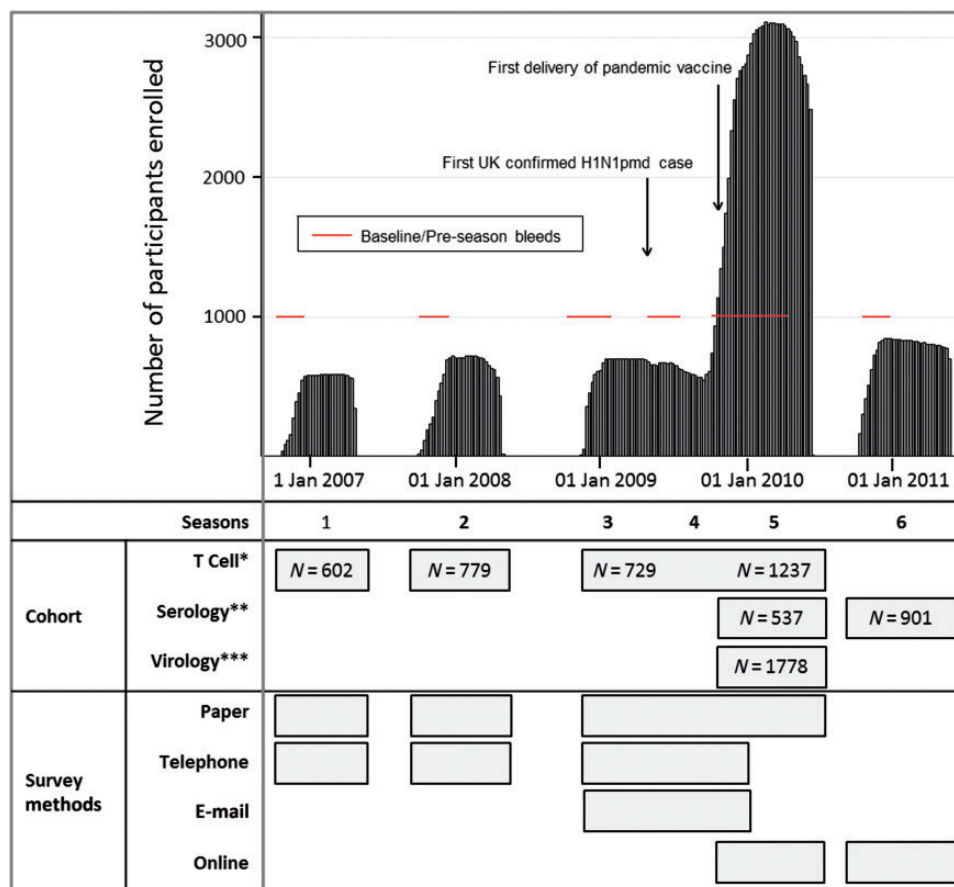 Number of participants enrolled
3000
2000
1000
First delivery of pandemic vaccine
First UK confirmed H1N1pmd case
Baseline/Pre-season bleeds
1 Jan 2007 01 Jan 2008 01 Jan 2009 01 Jan 2010 01 Jan 2011
Seasons 1 2 3 4 5 6
Cohort
T Cell* N = 602 N = 779 N = 729 N = 1237
Serology** N = 537 N = 901
Virology*** N = 1778
Survey
methods
Paper
Telephone
E-mail
Online